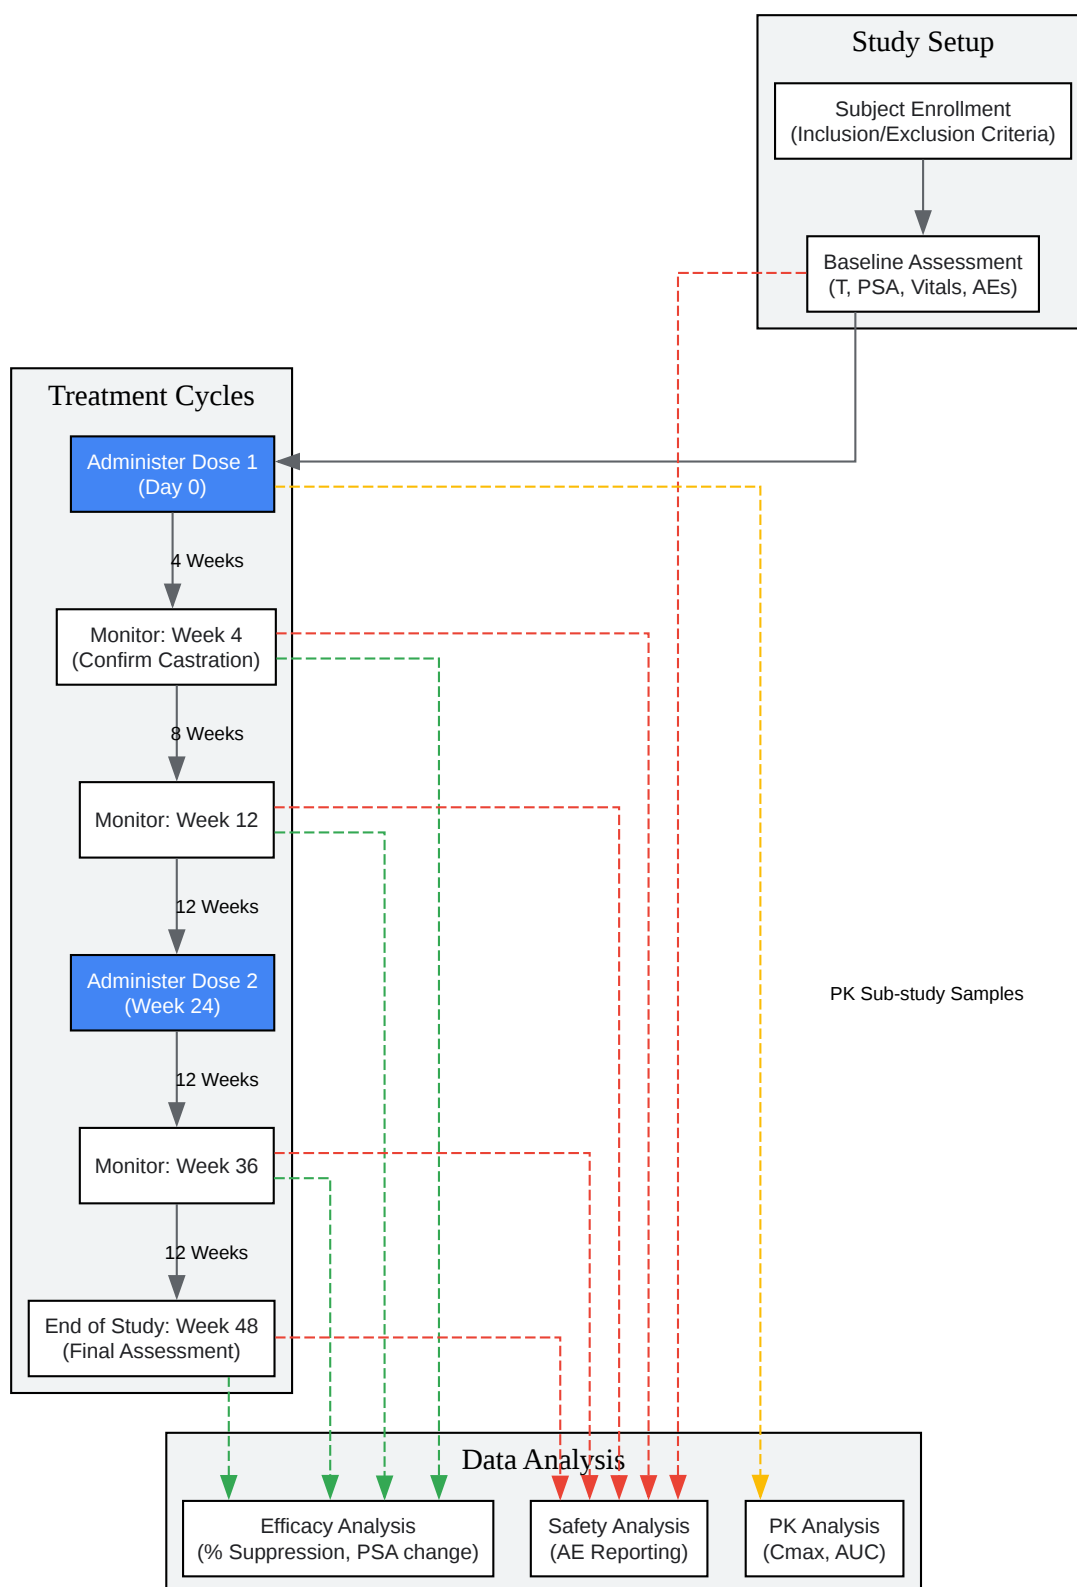 Study Setup
Subject Enrollment
(Inclusion/Exclusion Criteria)
Baseline Assessment
(T, PSA, Vitals, AEs)
Treatment Cycles
Administer Dose 1
(Day 0)
4 Weeks
Monitor: Week 4
(Confirm Castration)
8 Weeks
Monitor: Week 12
12 Weeks
Administer Dose 2
(Week 24)
PK Sub-study Samples
12 Weeks
Monitor: Week 36
12 Weeks
End of Study: Week 48
(Final Assessment)
Data Analysis
Efficacy Analysis
(% Suppression, PSA change)
Safety Analysis
(AE Reporting)
PK Analysis
(Cmax, AUC)